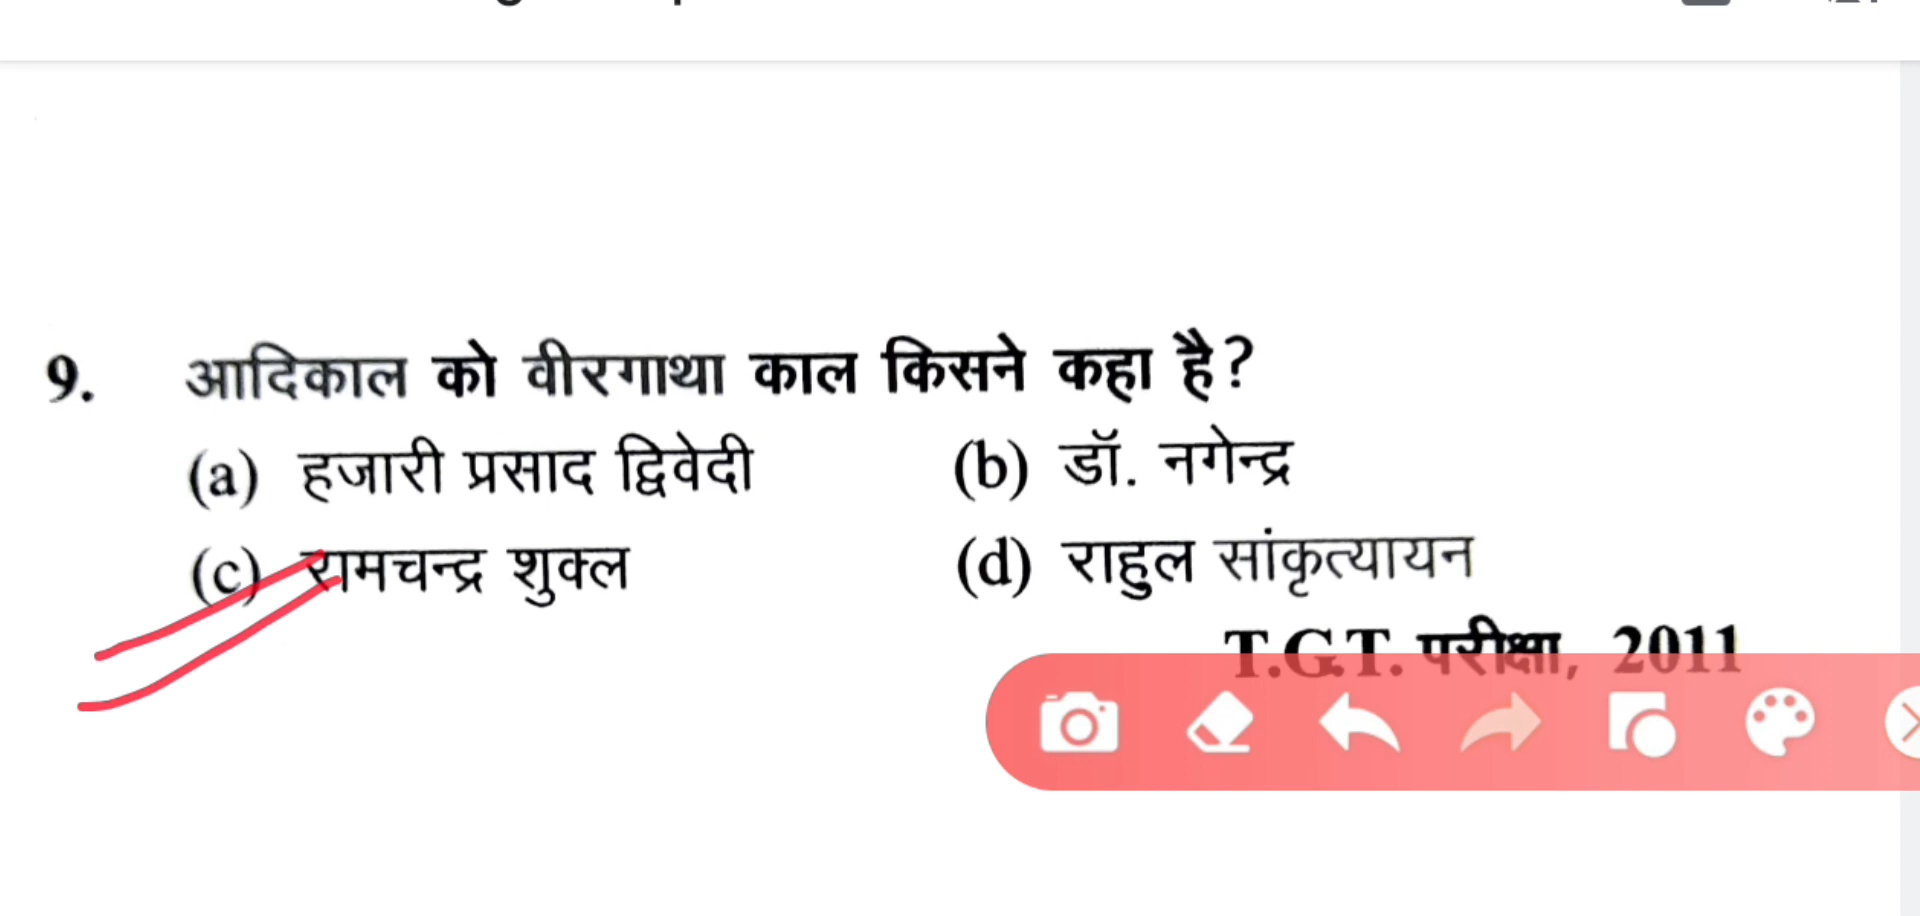 9. आदिकाल को वीरगाथा काल किसने कहा है?
(a) हजारी प्रसाद द्विवेदी (b) डॉ. नगेन्द्र
(c) रामचन्द्र शुक्ल (d) राहुल सांकृत्यायन
T.G.T. परीक्षा, 2011